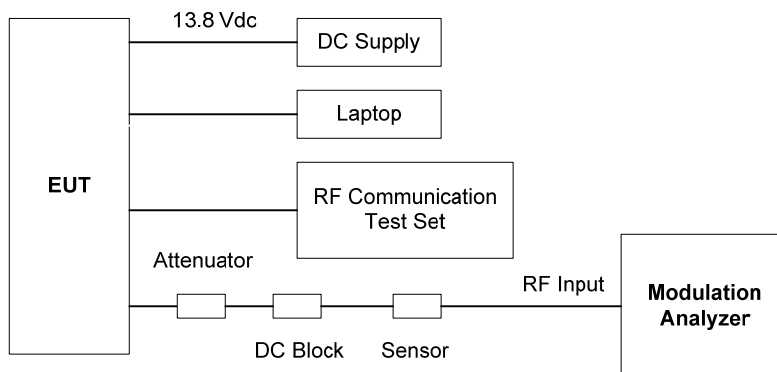 13.8 Vdc
DC Supply
Laptop
EUT
RF Communication
Test Set
Attenuator
RF Input
Modulation
Analyzer
DC Block
Sensor